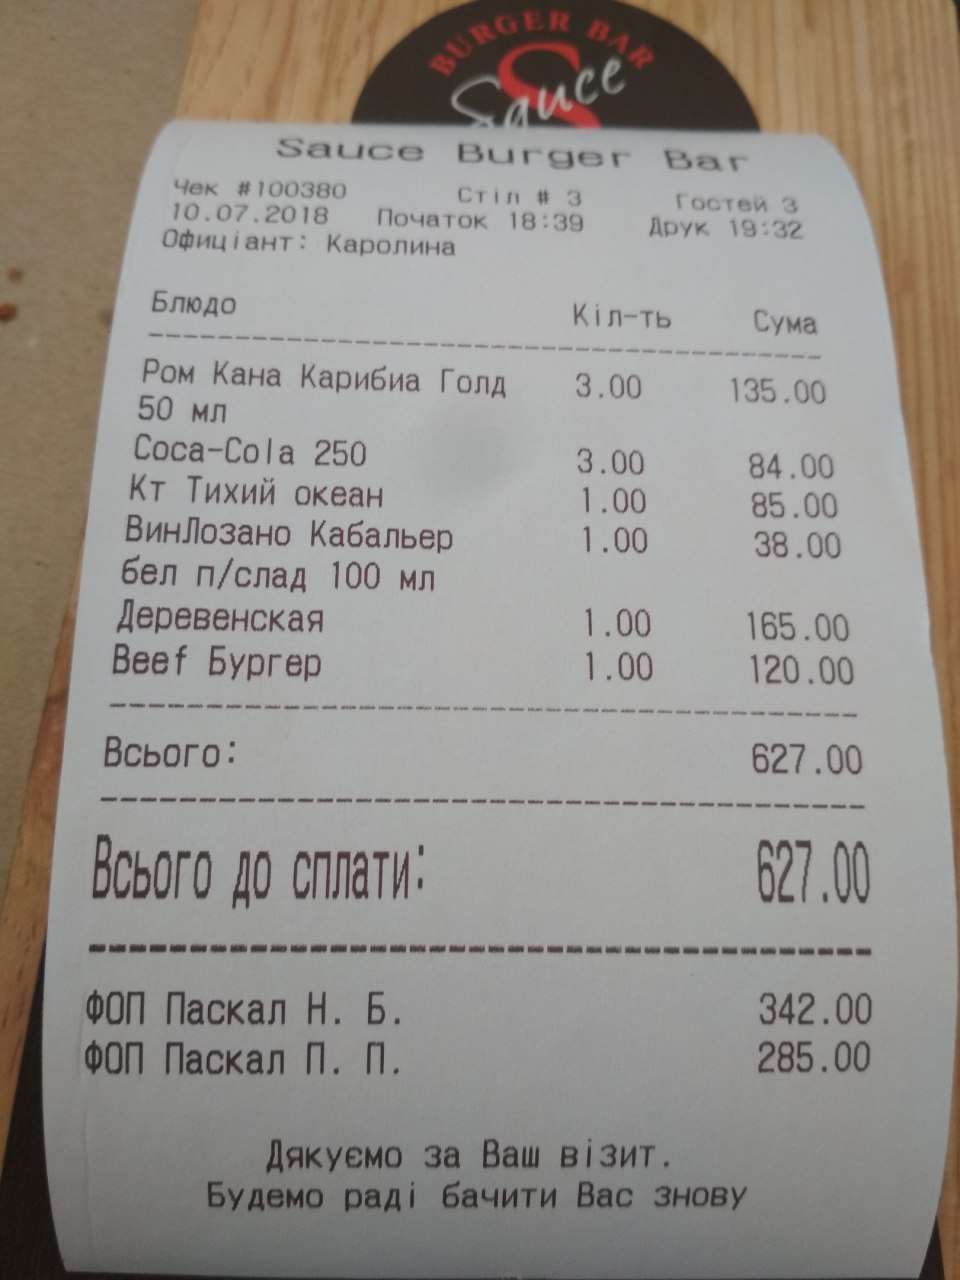 BURGER BAR
Sauce
Sauce Burger Bar
Чек #100380 Стіл # 3 Гостей 3
10.07.2018 Початок 18:39 Друк 19:32
Офиціант: Каролина
Блюдо Кіл-ть Сума
Ром Кана Карибиа Голд 3.00 135.00
50 мл
Coca-Cola 250 3.00 84.00
Кт Тихий океан 1.00 85.00
ВинЛозано Кабальер 1.00 38.00
бел п/слад 100 мл
Деревенская 1.00 165.00
Beef Бургер 1.00 120.00
Всього: 627.00
Всього до сплати: 627.00
ФОП Паскал Н. Б. 342.00
ФОП Паскал П. П. 285.00
Дякуємо за Ваш візит.
Будемо раді бачити Вас знову